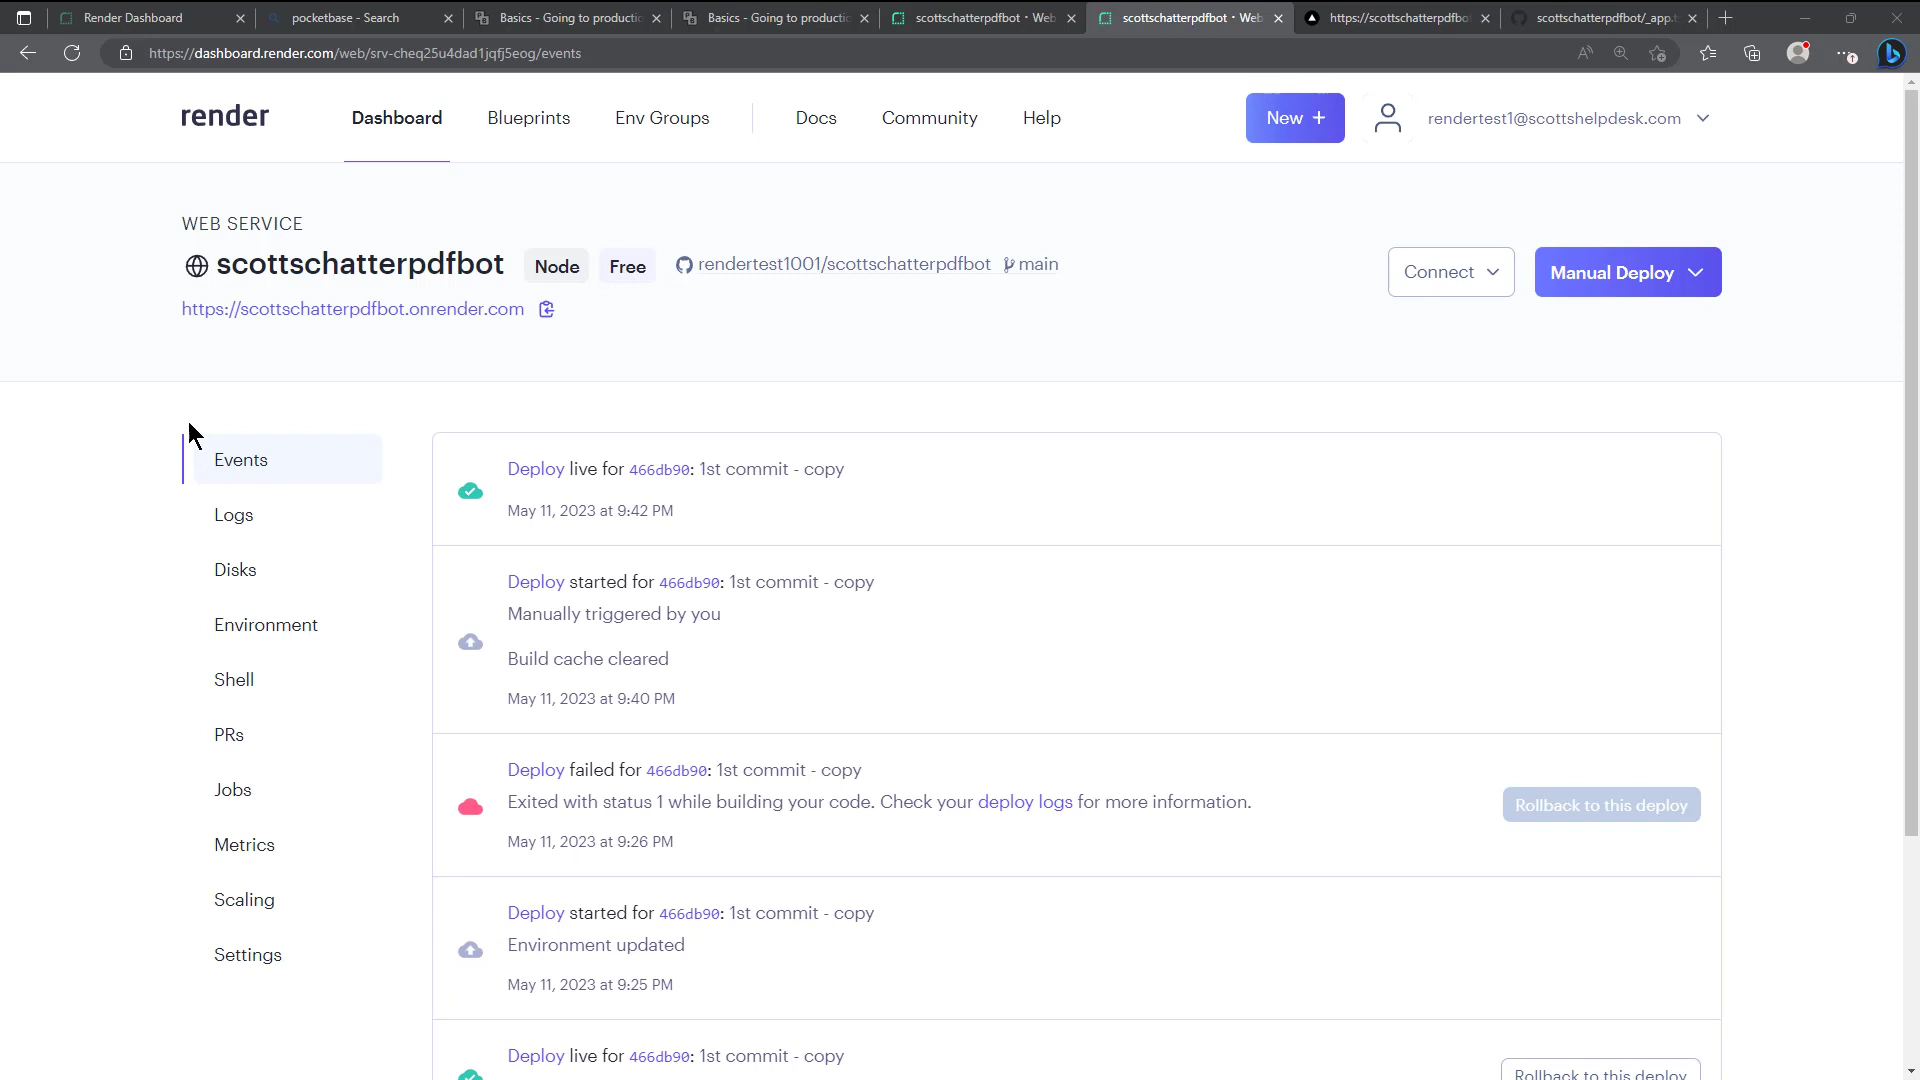 Render Dashboard
pocketbase - Search
Basics - Going to productic
Basics - Going to productic
scottschatterpdfbot · Web
scottschatterpdfbot · Web
https://scottschatterpdfbo
scottschatterpdfbot/_app.t
https://dashboard.render.com/web/srv-cheq25u4dad1jqfj5eog/events
render
Dashboard
Blueprints
Env Groups
Docs
Community
Help
New +
rendertest1@scottshelpdesk.com
WEB SERVICE
scottschatterpdfbot
Node
Free
rendertest1001/scottschatterpdfbot
main
Connect
Manual Deploy
https://scottschatterpdfbot.onrender.com
Events
Logs
Disks
Environment
Shell
PRs
Jobs
Metrics
Scaling
Settings
Deploy live for 466db90: 1st commit - copy
May 11, 2023 at 9:42 PM
Deploy started for 466db90: 1st commit - copy
Manually triggered by you
Build cache cleared
May 11, 2023 at 9:40 PM
Deploy failed for 466db90: 1st commit - copy
Exited with status 1 while building your code. Check your deploy logs for more information.
Rollback to this deploy
May 11, 2023 at 9:26 PM
Deploy started for 466db90: 1st commit - copy
Environment updated
May 11, 2023 at 9:25 PM
Deploy live for 466db90: 1st commit - copy
Rollback to this deploy